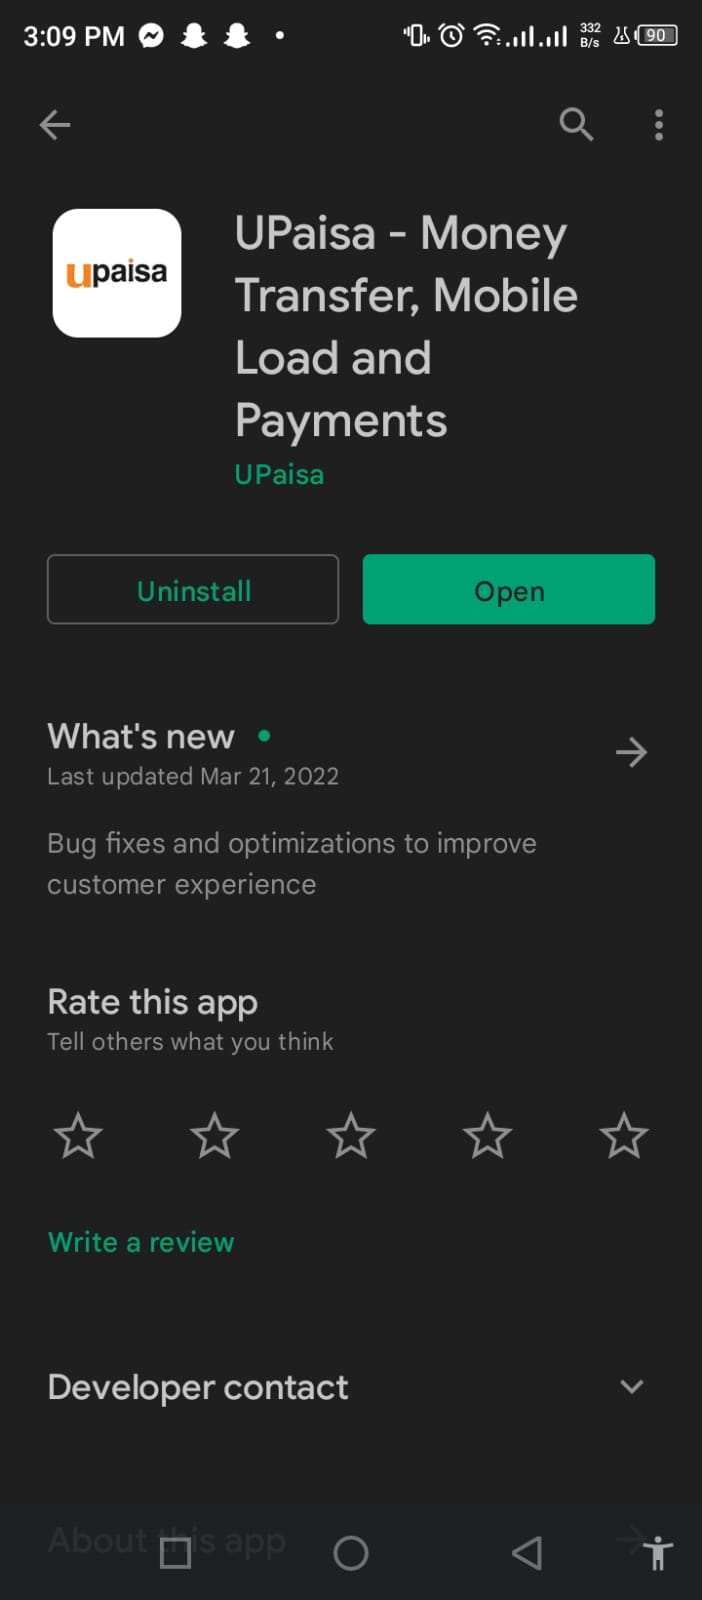 3:09 PM
332
B/s
90
upaisa
UPaisa - Money
Transfer, Mobile
Load and
Payments
UPaisa
Uninstall
Open
What's new
Last updated Mar 21, 2022
Bug fixes and optimizations to improve
customer experience
Rate this app
Tell others what you think
Write a review
Developer contact
About this app